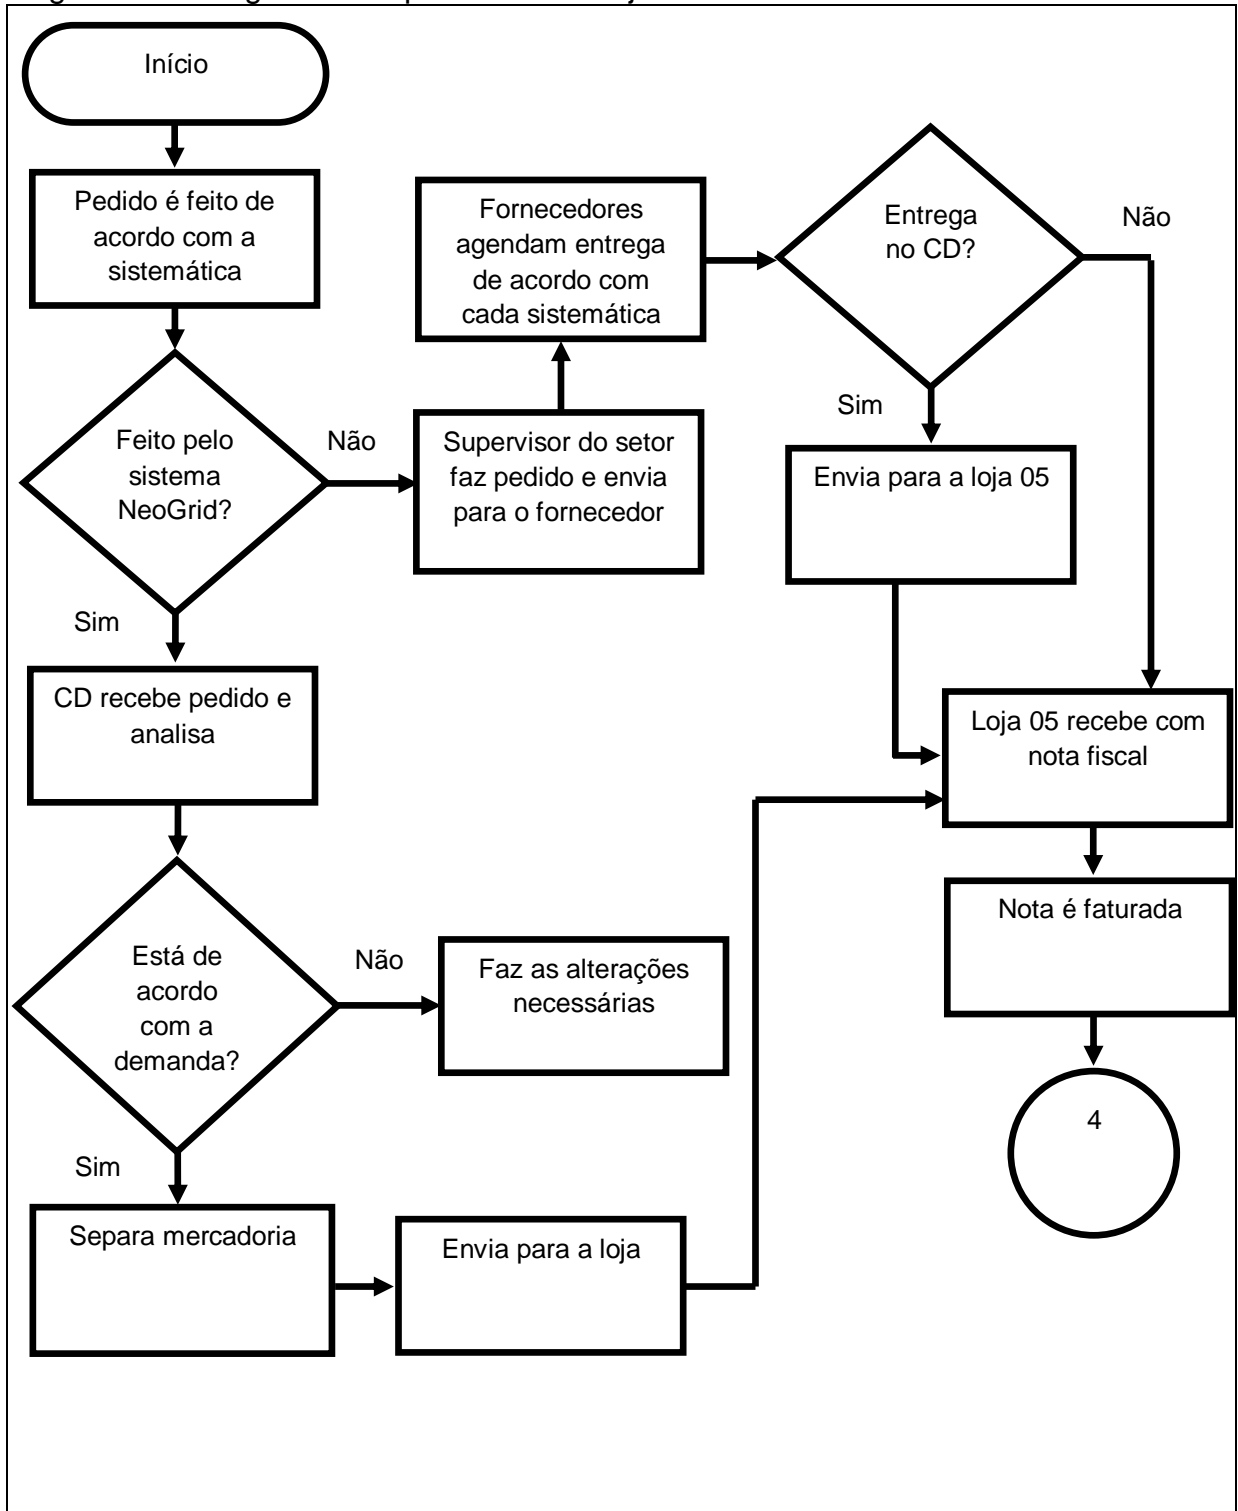 Início
Pedido é feito de
acordo com a
sistemática
Feito pelo
sistema
NeoGrid?
Não
Sim
Supervisor do setor
faz pedido e envia
para o fornecedor
Fornecedores
agendam entrega
de acordo com
cada sistemática
Entrega
no CD?
Não
Sim
Envia para a loja 05
CD recebe pedido e
analisa
Está de
acordo
com a
demanda?
Não
Faz as alterações
necessárias
Sim
Separa mercadoria
Envia para a loja
Loja 05 recebe com
nota fiscal
Nota é faturada
4